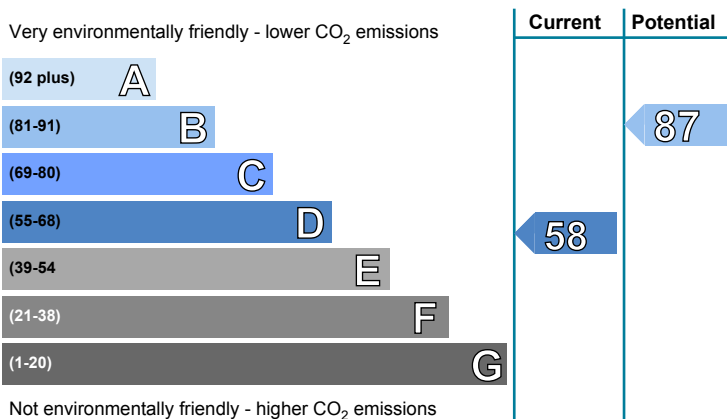 Very environmentally friendly - lower CO2 emissions
Current
Potential
(92 plus) A
(81-91) B
87
(69-80) C
(55-68) D
58
(39-54 E
(21-38) F
(1-20) G
Not environmentally friendly - higher CO2 emissions